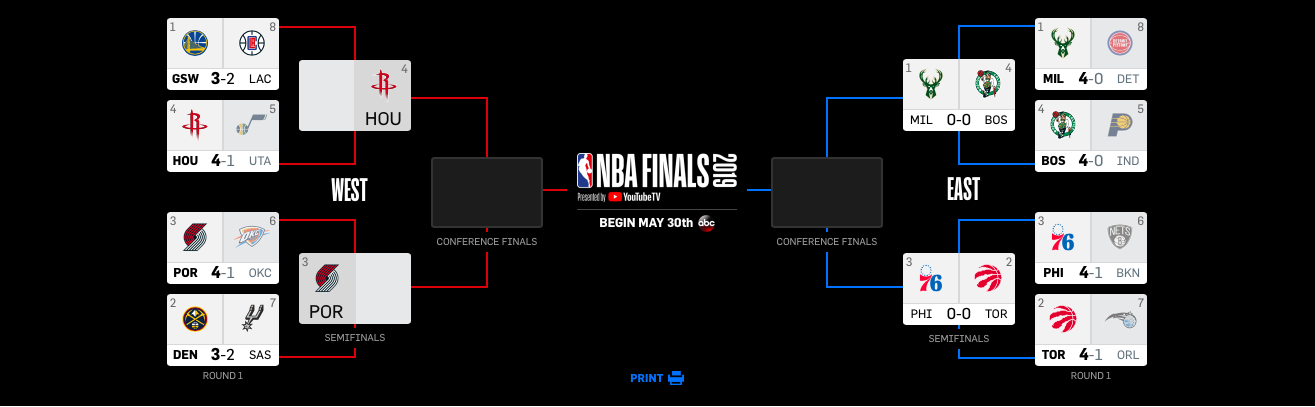 1 8
GSW 3-2 LAC
4 5
HOU 4-1 UTA
4
HOU
WEST
3 6
POR 4-1 OKC
2 7
DEN 3-2 SAS
ROUND 1
3
POR
SEMIFINALS
CONFERENCE FINALS
NBA FINALS 2019
Presented by YouTubeTV
BEGIN MAY 30th abc
PRINT
CONFERENCE FINALS
1 4
MIL 0-0 BOS
EAST
3 2
PHI 0-0 TOR
SEMIFINALS
1 8
MIL 4-0 DET
4 5
BOS 4-0 IND
3 6
76 NETS
PHI 4-1 BKN
2 7
TOR 4-1 ORL
ROUND 1